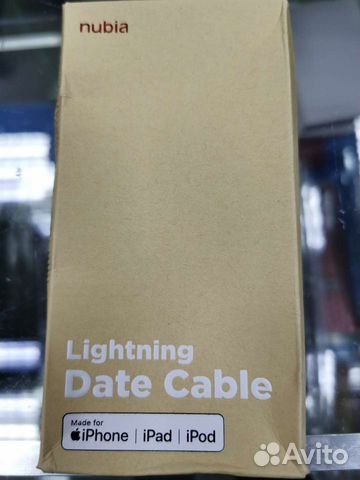 nubia
Lightning
Date Cable
Made for
iPhone | iPad | iPod
Avito